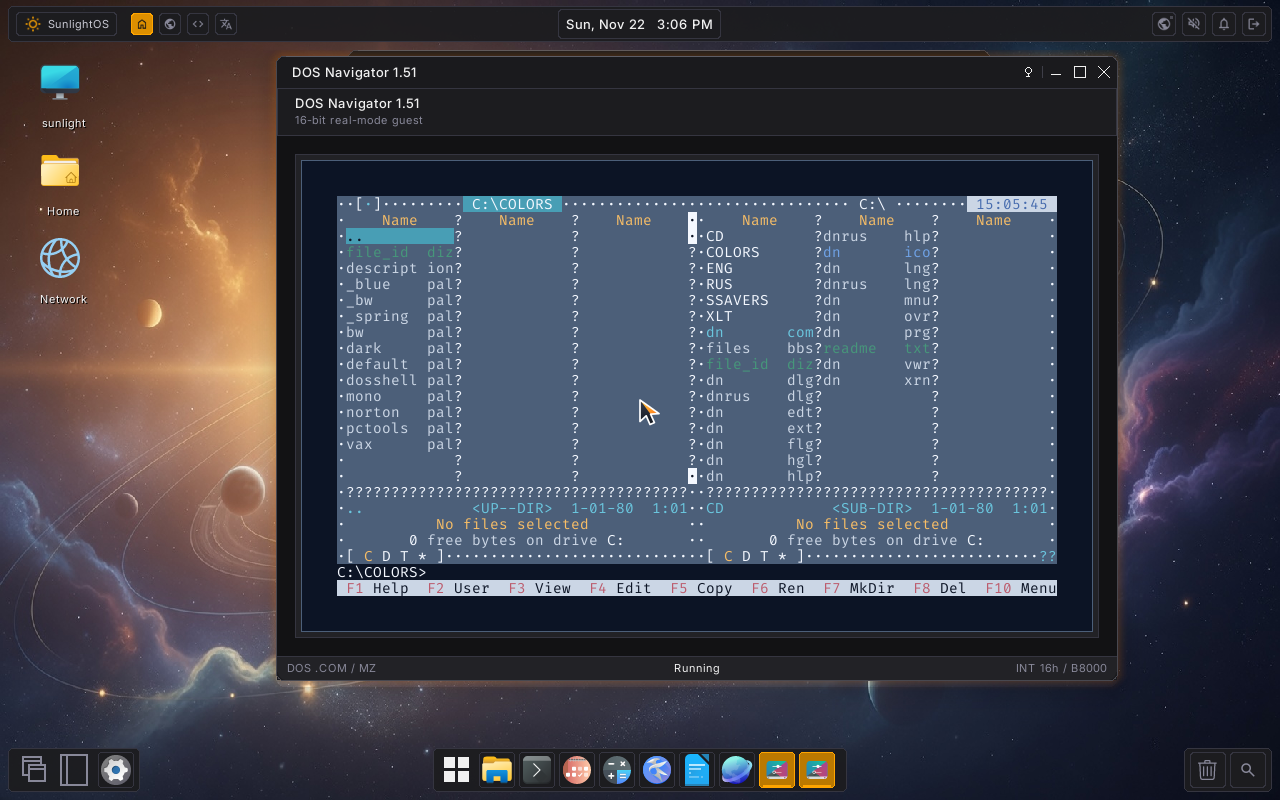 SunlightOS
Sun, Nov 22 3:06 PM
sunlight
Home
Network
DOS Navigator 1.51
DOS Navigator 1.51
16-bit real-mode guest
··[·]········· C:\COLORS ································ C:\ ········ 15:05:45
· Name ? Name ? Name ·· Name ? Name ? Name ·
·.. ? ? ·· CD ?dnrus hlp? ·
·file_id diz? ? ?·COLORS ?dn ico? ·
·descript ion? ? ?·ENG ?dn lng? ·
·_blue pal? ? ?·RUS ?dnrus lng? ·
·_bw pal? ? ?·SSAVERS ?dn mnu? ·
·_spring pal? ? ?·XLT ?dn ovr? ·
·bw pal? ? ?·dn com?dn prg? ·
·dark pal? ? ?·files bbs?readme txt? ·
·default pal? ? ?·file_id diz?dn vwr? ·
·dosshell pal? ? ?·dn dlg?dn xrn? ·
·mono pal? ? ?·dnrus dlg? ? ·
·norton pal? ? ?·dn edt? ? ·
·pctools pal? ? ?·dn ext? ? ·
·vax pal? ? ?·dn flg? ? ·
· ? ? ?·dn hgl? ? ·
· ? ? ··dn hlp? ? ·
·??????????????????????????????????????··??????????????????????????????????????·
·.. <UP--DIR> 1-01-80 1:01··CD <SUB-DIR> 1-01-80 1:01·
· No files selected ·· No files selected ·
· 0 free bytes on drive C: ·· 0 free bytes on drive C: ·
·[ C D T * ]·····························[ C D T * ]··························??
C:\COLORS>
F1 Help F2 User F3 View F4 Edit F5 Copy F6 Ren F7 MkDir F8 Del F10 Menu
DOS .COM / MZ
Running
INT 16h / B8000